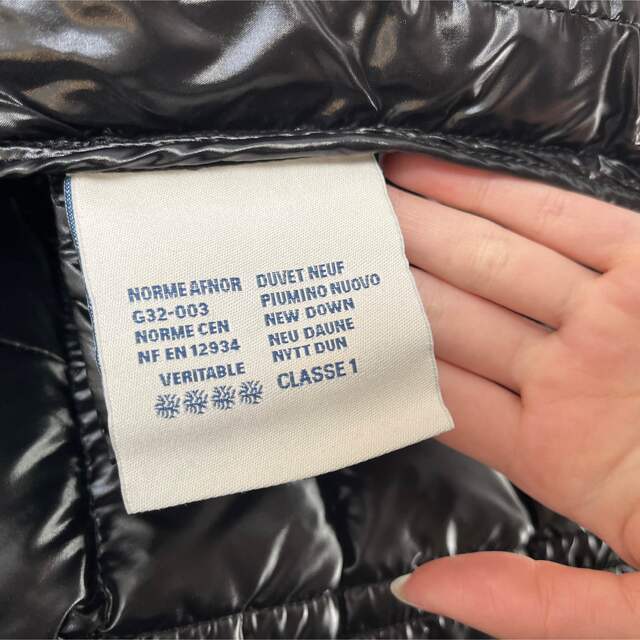 NORME AFNOR
G32-003
NORME CEN
NF EN 12934
DUVET NEUF
PIUMINO NUOVO
NEW DOWN
NEU DAUNE
NYTT DUN
VERITABLE
CLASSE 1